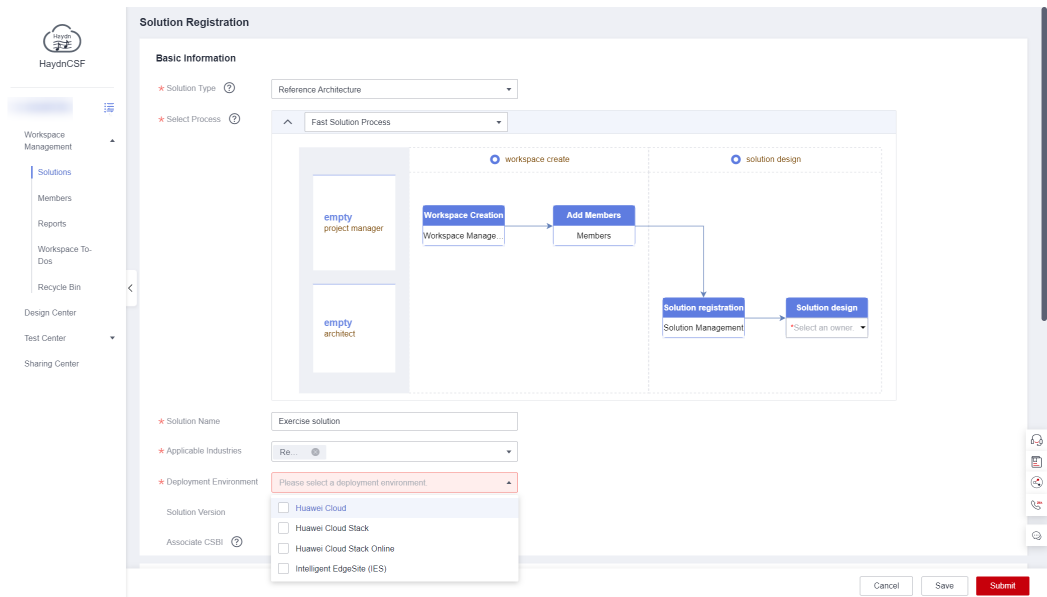 Solution Registration
Haydn
HaydnCSF
Basic Information
* Solution Type ?
Reference Architecture
* Select Process ?
Fast Solution Process
Workspace
Management
Solutions
Members
Reports
Workspace To-
Dos
Recycle Bin
Design Center
Test Center
Sharing Center
workspace create
solution design
empty
project manager
Workspace Creation
Workspace Manage...
Add Members
Members
empty
architect
Solution registration
Solution Management
Solution design
*Select an owner.
* Solution Name
Exercise solution
* Applicable Industries
Re...
* Deployment Environment
Please select a deployment environment.
Huawei Cloud
Solution Version
Huawei Cloud Stack
Associate CSBI ?
Huawei Cloud Stack Online
Intelligent EdgeSite (IES)
Cancel
Save
Submit